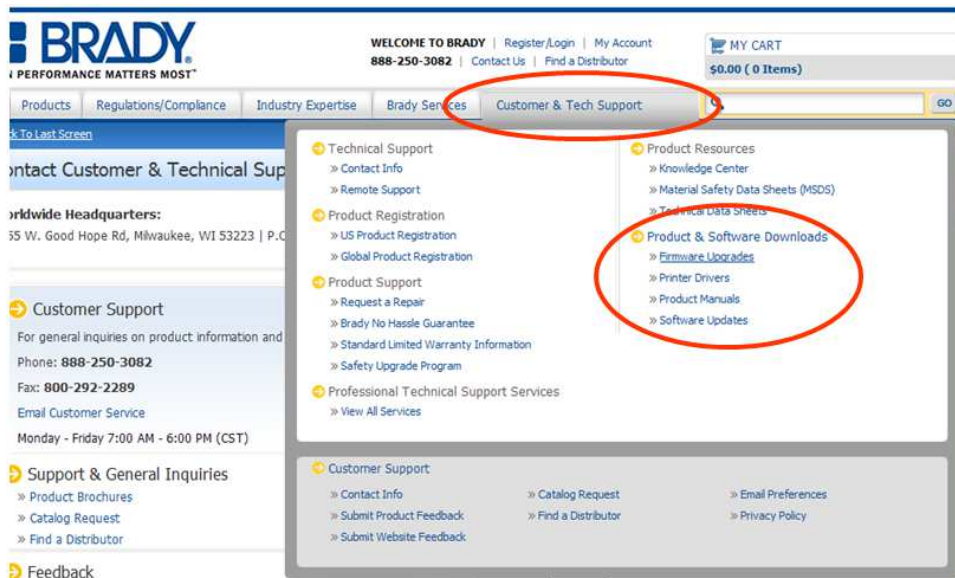 BRADY
PERFORMANCE MATTERS MOST
WELCOME TO BRADY | Register/Login | My Account
888-250-3082 | Contact Us | Find a Distributor
MY CART
$0.00 ( 0 Items)
Products
Regulations/Compliance
Industry Expertise
Brady Services
Customer & Tech Support
GO
To Last Screen
ntact Customer & Technical Sup
orldwide Headquarters:
55 W. Good Hope Rd, Milwaukee, WI 53223 | P.O
Customer Support
For general inquiries on product information and
Phone: 888-250-3082
Fax: 800-292-2289
Email Customer Service
Monday - Friday 7:00 AM - 6:00 PM (CST)
Support & General Inquiries
» Product Brochures
» Catalog Request
» Find a Distributor
Feedback
Technical Support
» Contact Info
» Remote Support
Product Registration
» US Product Registration
» Global Product Registration
Product Support
» Request a Repair
» Brady No Hassle Guarantee
» Standard Limited Warranty Information
» Safety Upgrade Program
Professional Technical Support Services
» View All Services
Product Resources
» Knowledge Center
» Material Safety Data Sheets (MSDS)
» Technical Data Sheets
Product & Software Downloads
» Firmware Upgrades
» Printer Drivers
» Product Manuals
» Software Updates
Customer Support
» Contact Info
» Submit Product Feedback
» Submit Website Feedback
» Catalog Request
» Find a Distributor
» Email Preferences
» Privacy Policy